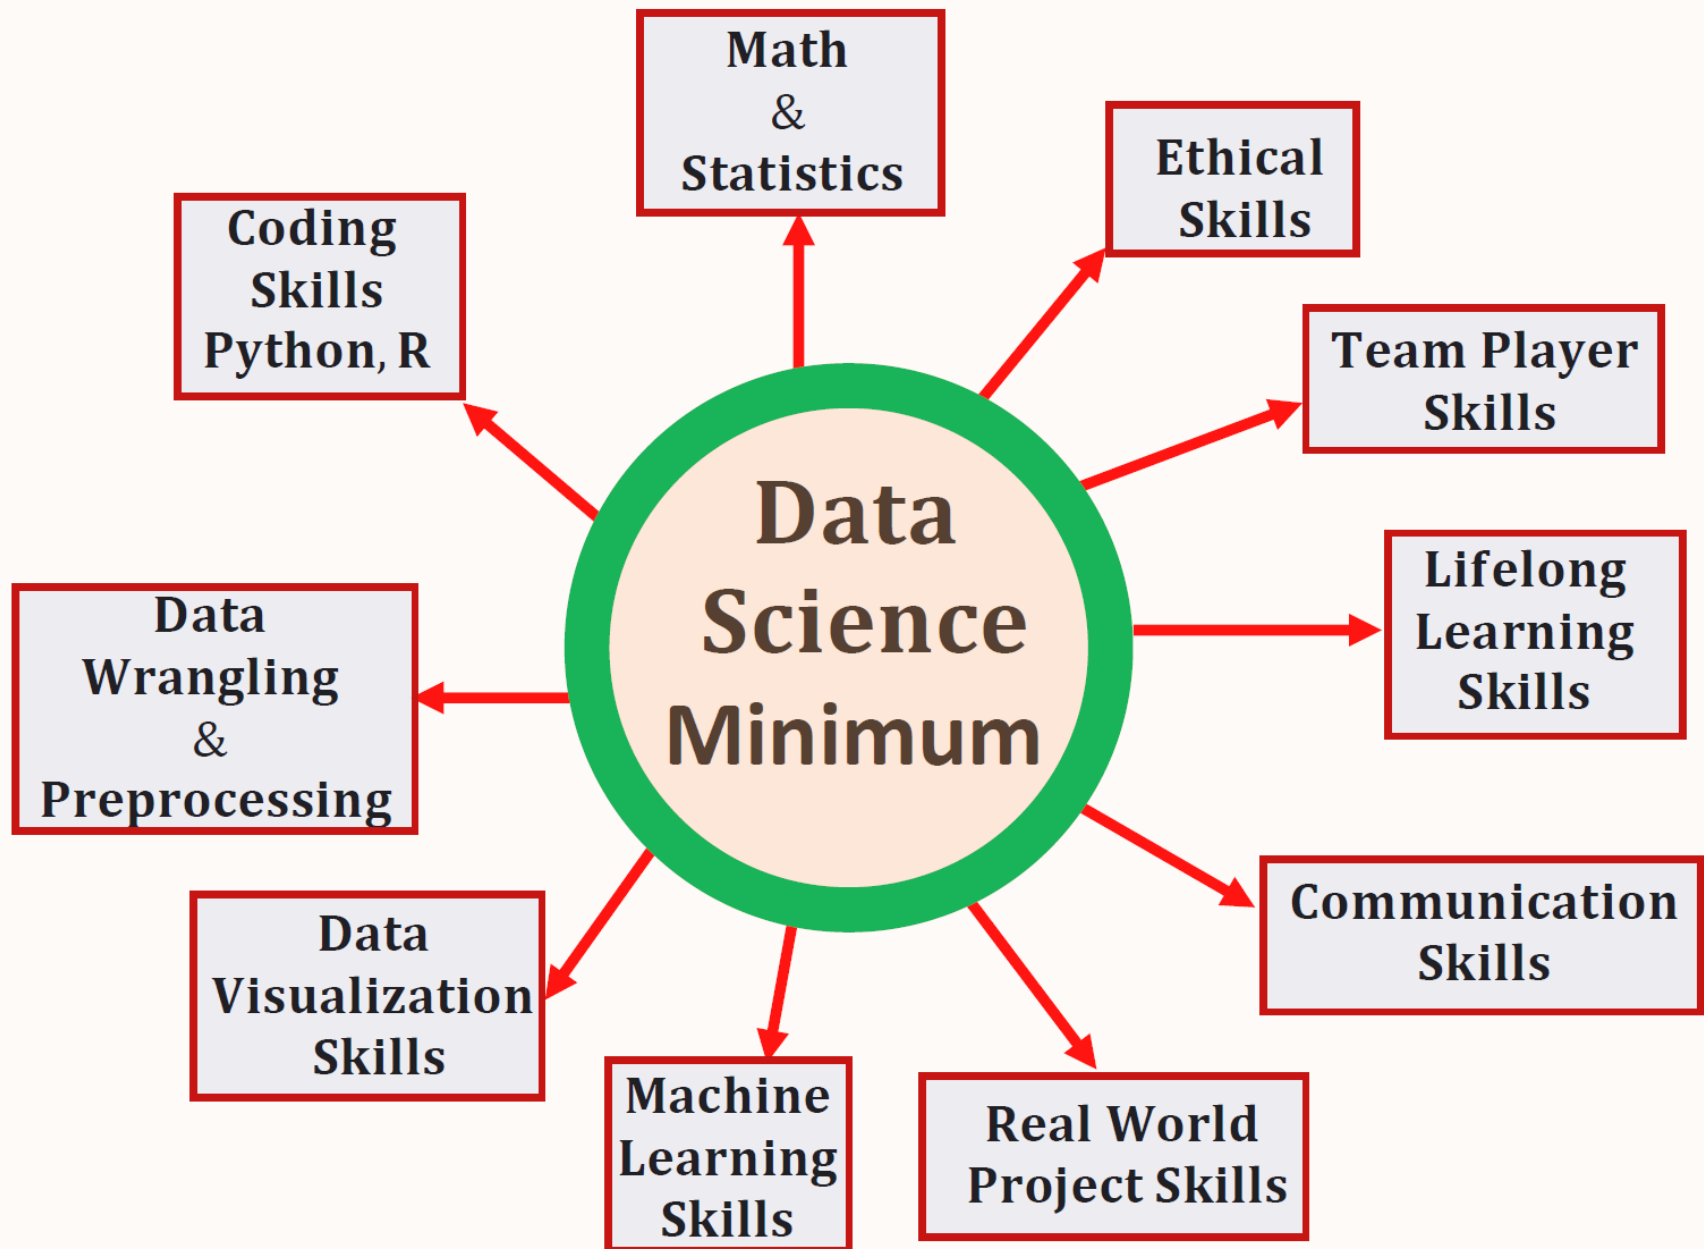 Math
&
Statistics
Ethical
Skills
Team Player
Skills
Lifelong
Learning
Skills
Communication
Skills
Real World
Project Skills
Machine
Learning
Skills
Data
Visualization
Skills
Data
Wrangling
&
Preprocessing
Coding
Skills
Python, R
Data
Science
Minimum